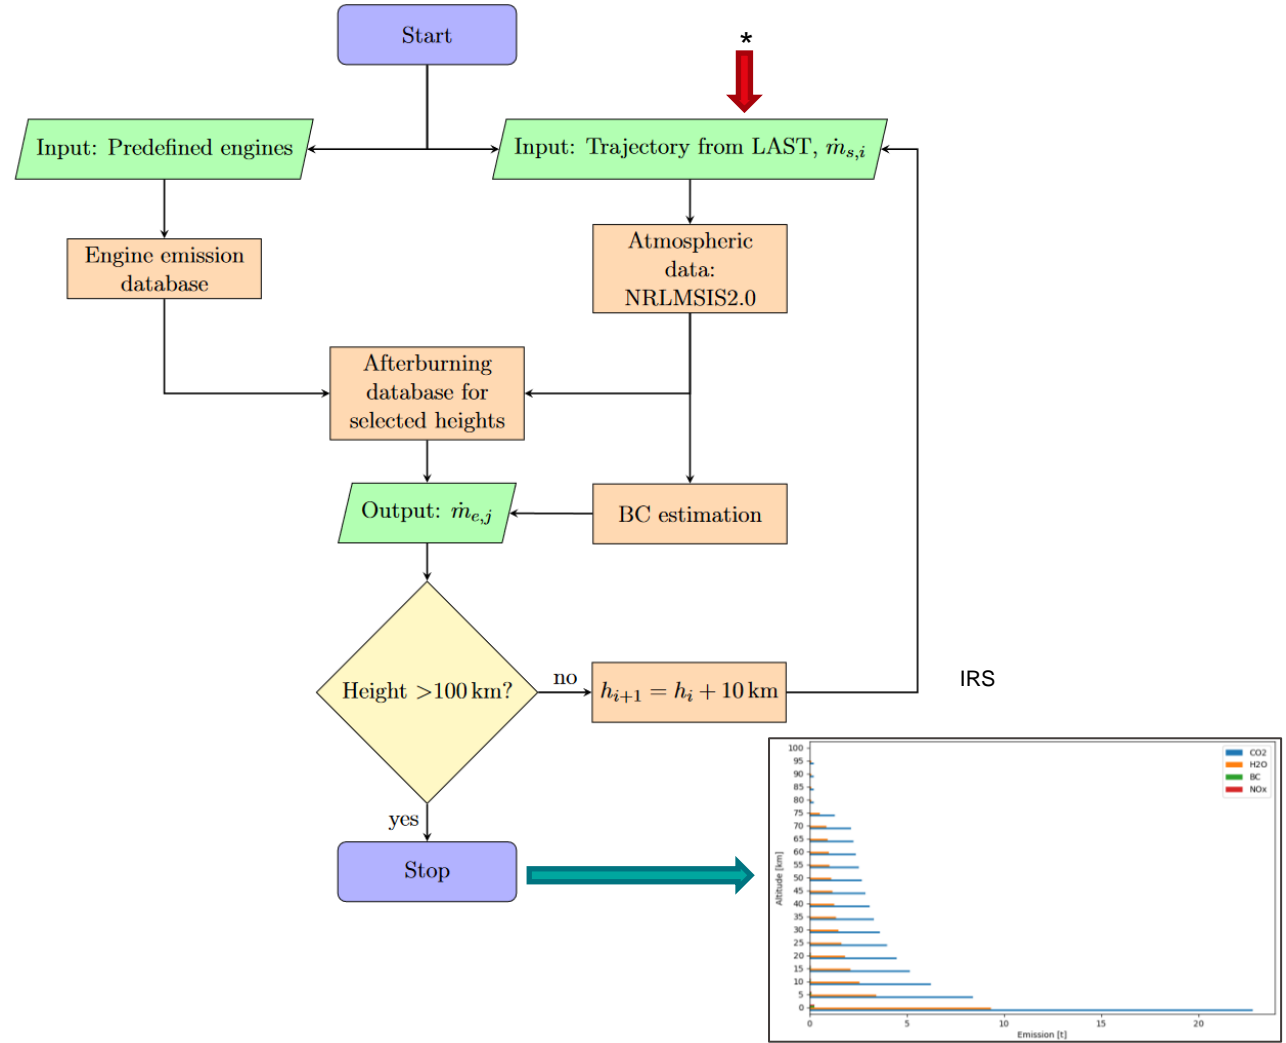 Start
*
Input: Predefined engines
Input: Trajectory from LAST, ṁ_{s,i}
Engine emission
database
Atmospheric
data:
NRLMSIS2.0
Afterburning
database for
selected heights
Output: ṁ_{e,j}
BC estimation
Height >100 km?
no
h_{i+1} = h_i + 10 km
IRS
yes
Stop
CO2
H2O
BC
NOx
Altitude [km]
100
95
90
85
80
75
70
65
60
55
50
45
40
35
30
25
20
15
10
5
0
0 5 10 15 20
Emission [t]